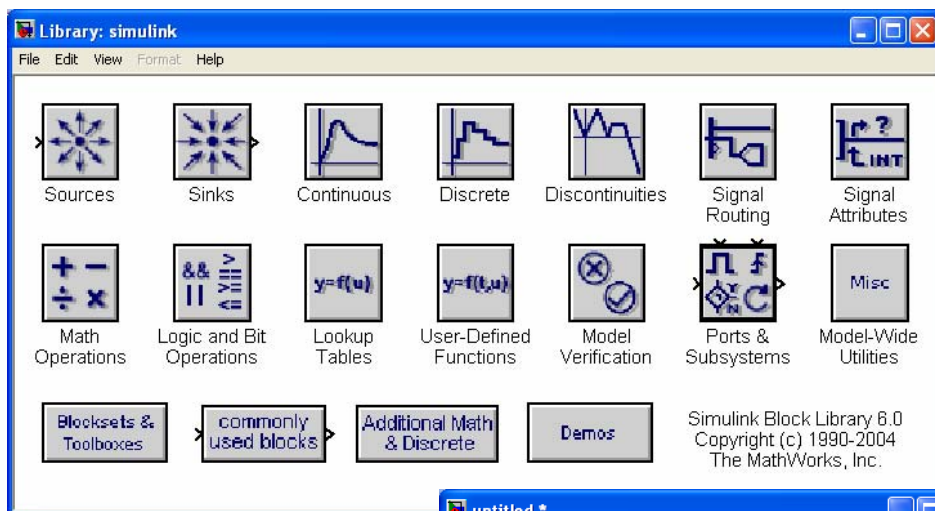 Library: simulink
File Edit View Format Help
Sources Sinks Continuous Discrete Discontinuities Signal Routing Signal Attributes
+ − ÷ × && || > == >= <= y=f(u) y=f(t,u) Y N Misc ? INT
Math Operations Logic and Bit Operations Lookup Tables User-Defined Functions Model Verification Ports & Subsystems Model-Wide Utilities
Blocksets & Toolboxes
commonly used blocks
Additional Math & Discrete
Demos
Simulink Block Library 6.0
Copyright (c) 1990-2004
The MathWorks, Inc.
untitled *